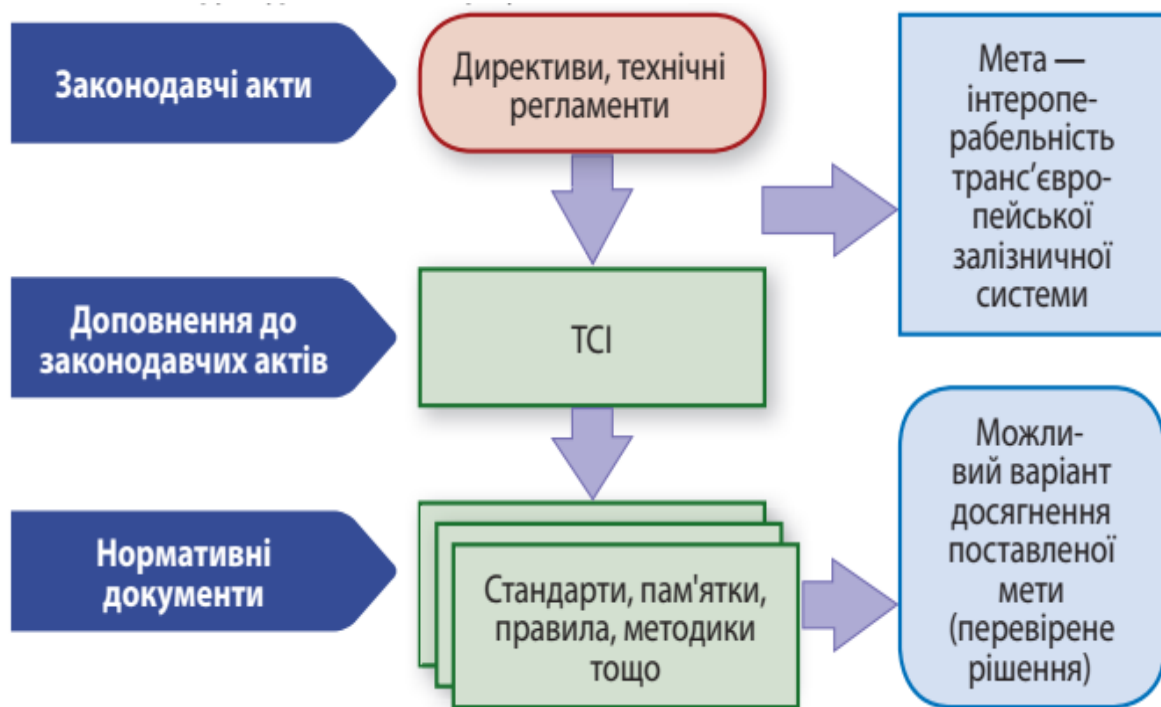 Законодавчі акти
Директиви, технічні
регламенти
Мета —
інтеропе-
рабельність
транс’євро-
пейської
залізничної
системи
Доповнення до
законодавчих актів
ТСІ
Нормативні
документи
Стандарти, пам'ятки,
правила, методики
тощо
Можли-
вий варіант
досягнення
поставленої
мети
(перевірене
рішення)